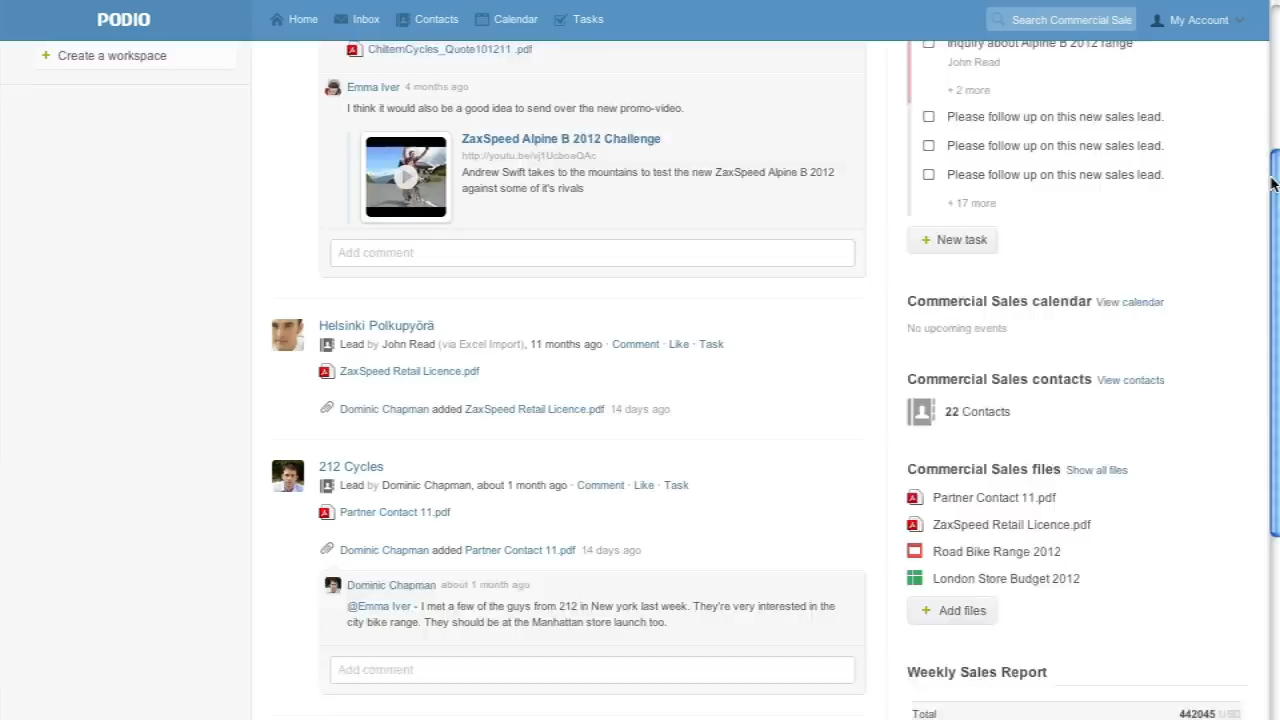 PODIO
Home
Inbox
Contacts
Calendar
Tasks
Search Commercial Sale
My Account
+ Create a workspace
ChilternCycles_Quote101211 .pdf
Emma Iver 4 months ago
I think it would also be a good idea to send over the new promo-video.
ZaxSpeed Alpine B 2012 Challenge
Andrew Swift takes to the mountains to test the new ZaxSpeed Alpine B 2012
against some of it's rivals
Add comment
Helsinki Polkupyörä
Lead by John Read (via Excel Import), 11 months ago · Comment · Like · Task
ZaxSpeed Retail Licence.pdf
Dominic Chapman added ZaxSpeed Retail Licence.pdf 14 days ago
212 Cycles
Lead by Dominic Chapman, about 1 month ago · Comment · Like · Task
Partner Contact 11.pdf
Dominic Chapman added Partner Contact 11.pdf 14 days ago
Dominic Chapman about 1 month ago
@Emma Iver - I met a few of the guys from 212 in New york last week. They're very interested in the
city bike range. They should be at the Manhattan store launch too.
Add comment
Inquiry about Alpine B 2012 range
John Read
+ 2 more
Please follow up on this new sales lead.
Please follow up on this new sales lead.
Please follow up on this new sales lead.
+ 17 more
+ New task
Commercial Sales calendar View calendar
No upcoming events
Commercial Sales contacts View contacts
22 Contacts
Commercial Sales files Show all files
Partner Contact 11.pdf
ZaxSpeed Retail Licence.pdf
Road Bike Range 2012
London Store Budget 2012
+ Add files
Weekly Sales Report
Total 442045 USD